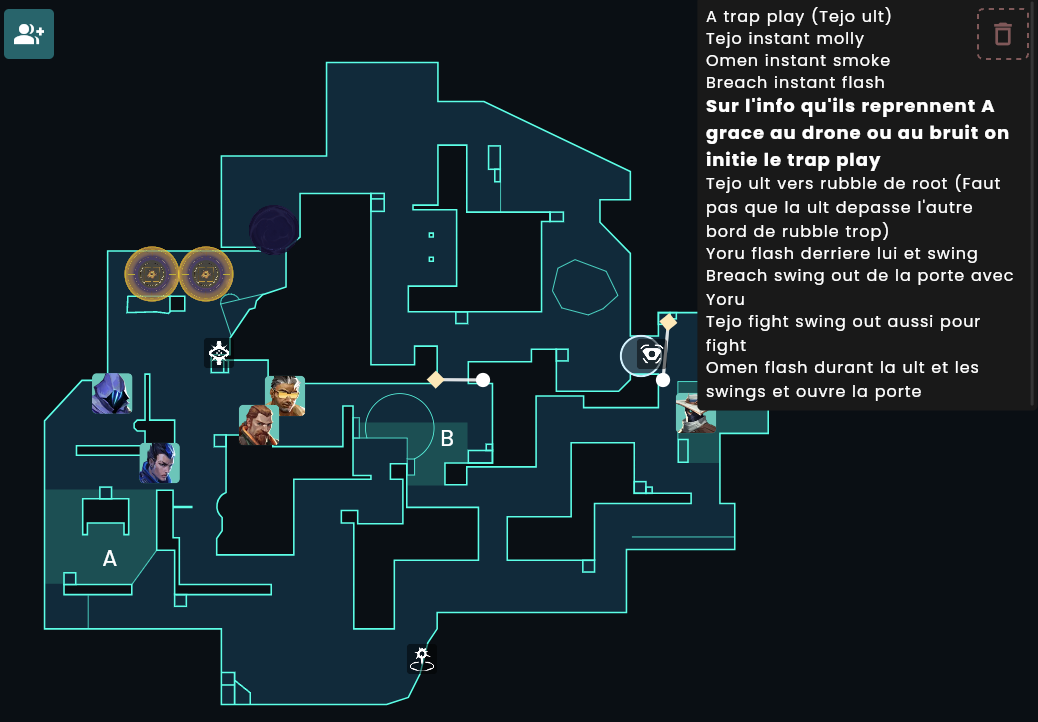 A trap play (Tejo ult)
Tejo instant molly
Omen instant smoke
Breach instant flash
Sur l'info qu'ils reprennent A
grace au drone ou au bruit on
initie le trap play
Tejo ult vers rubble de root (Faut
pas que la ult depasse l'autre
bord de rubble trop)
Yoru flash derriere lui et swing
Breach swing out de la porte avec
Yoru
Tejo fight swing out aussi pour
fight
Omen flash durant la ult et les
swings et ouvre la porte
B
A